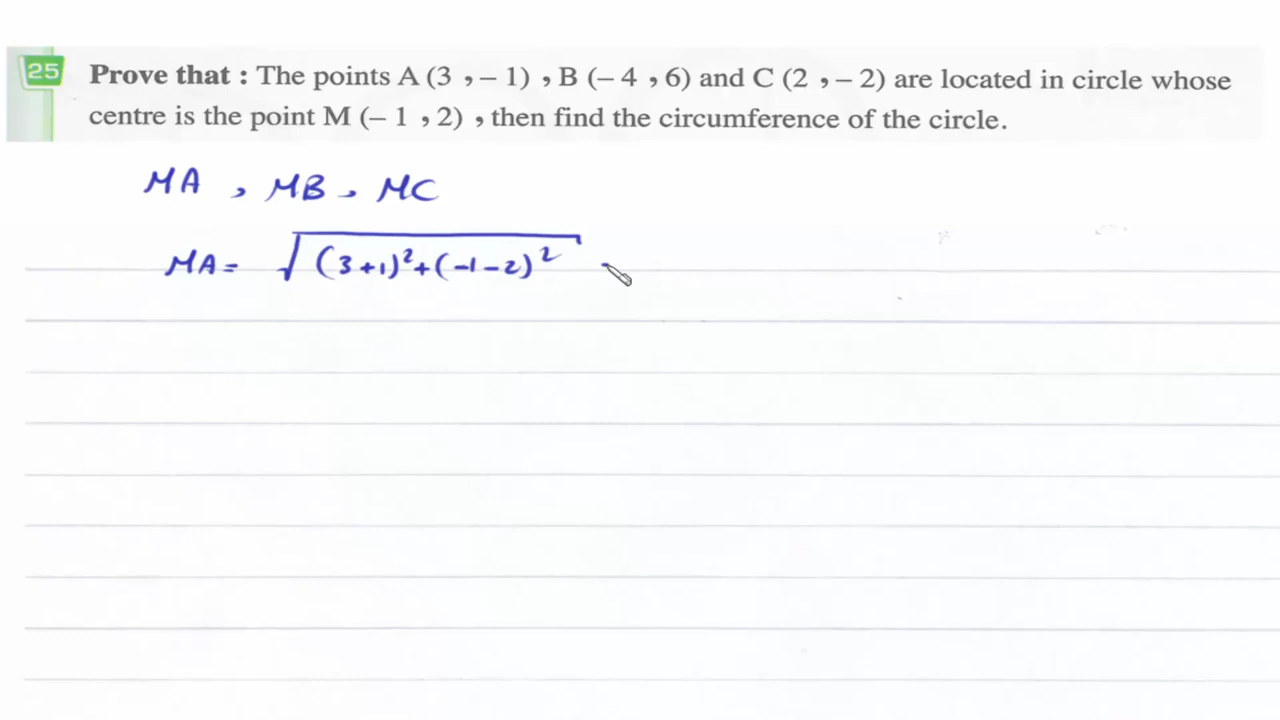 25 Prove that : The points A (3 , – 1) , B (– 4 , 6) and C (2 , – 2) are located in circle whose
centre is the point M (– 1 , 2) , then find the circumference of the circle.
MA , MB , MC
MA = √(3+1)²+(-1-2)²